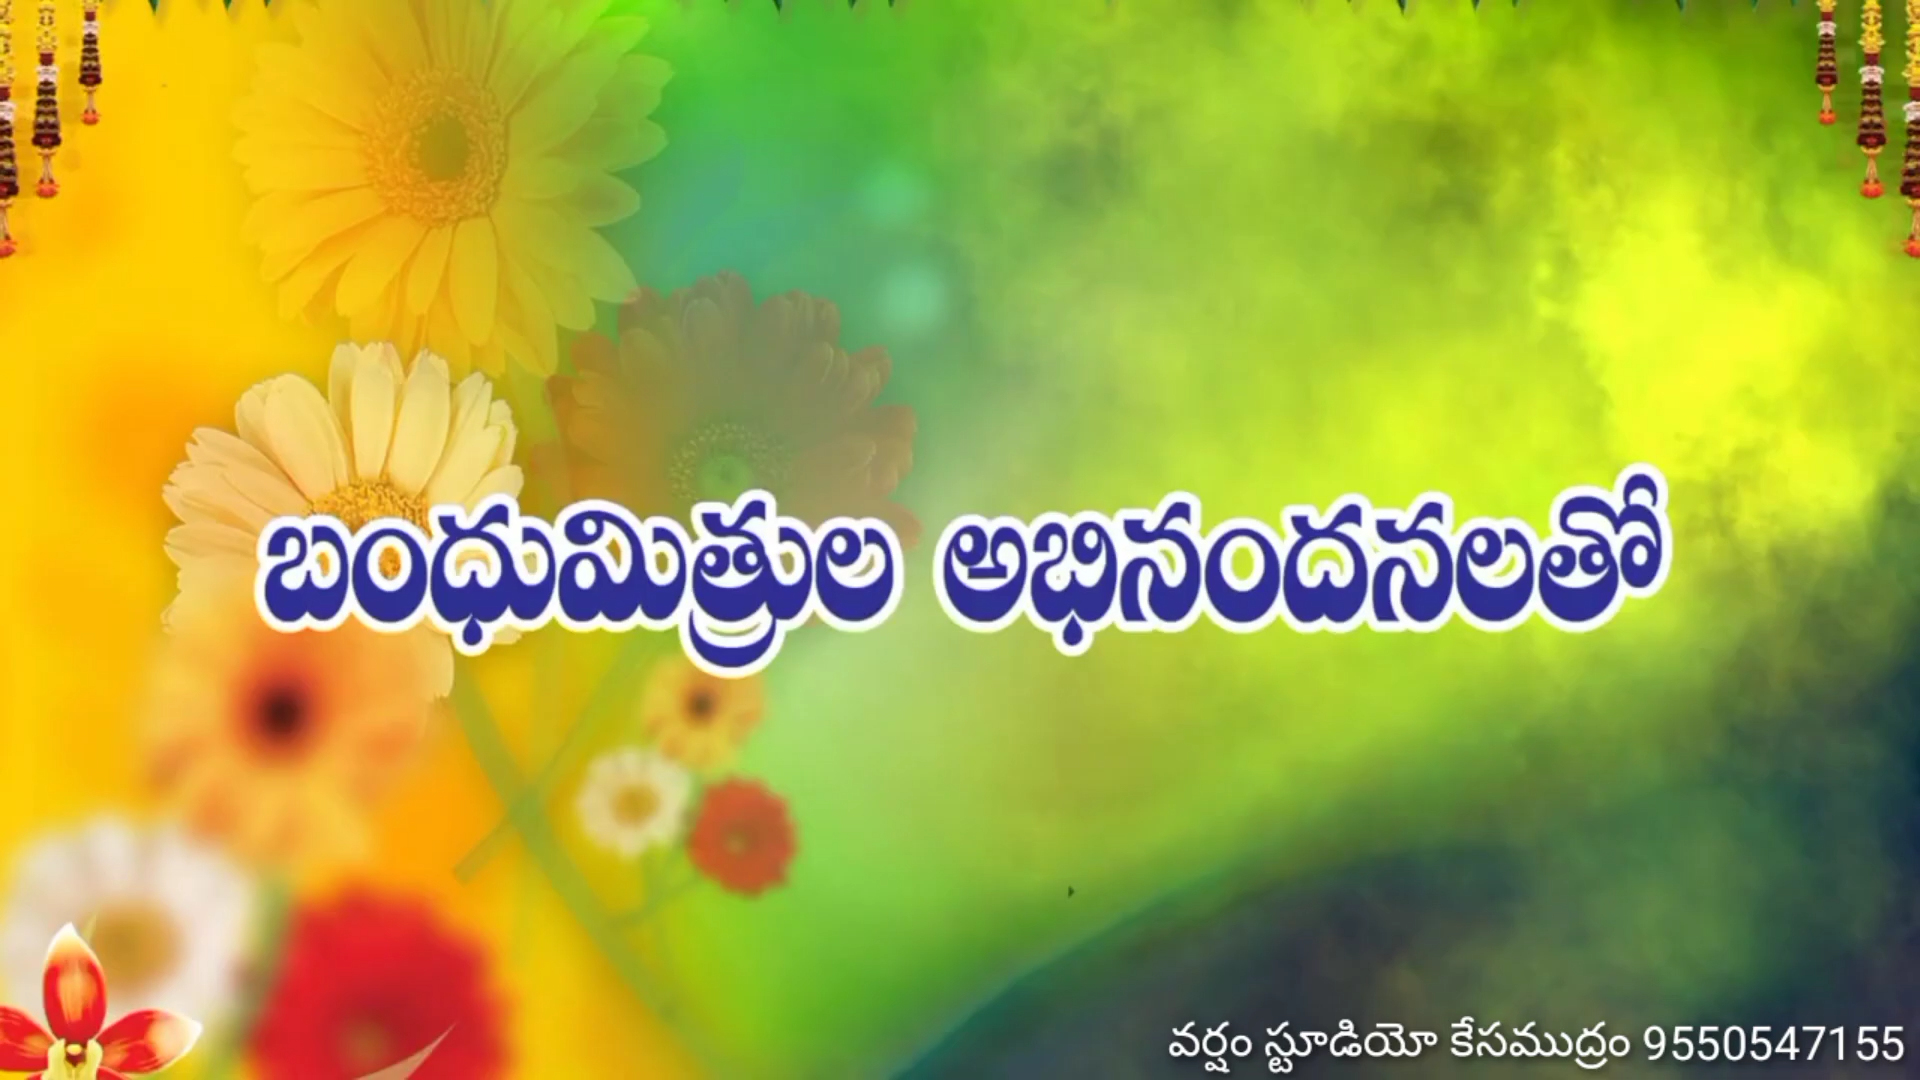 బంధుమిత్రుల అభినందనలతో
వర్షం స్టూడియో కేసముద్రం 9550547155